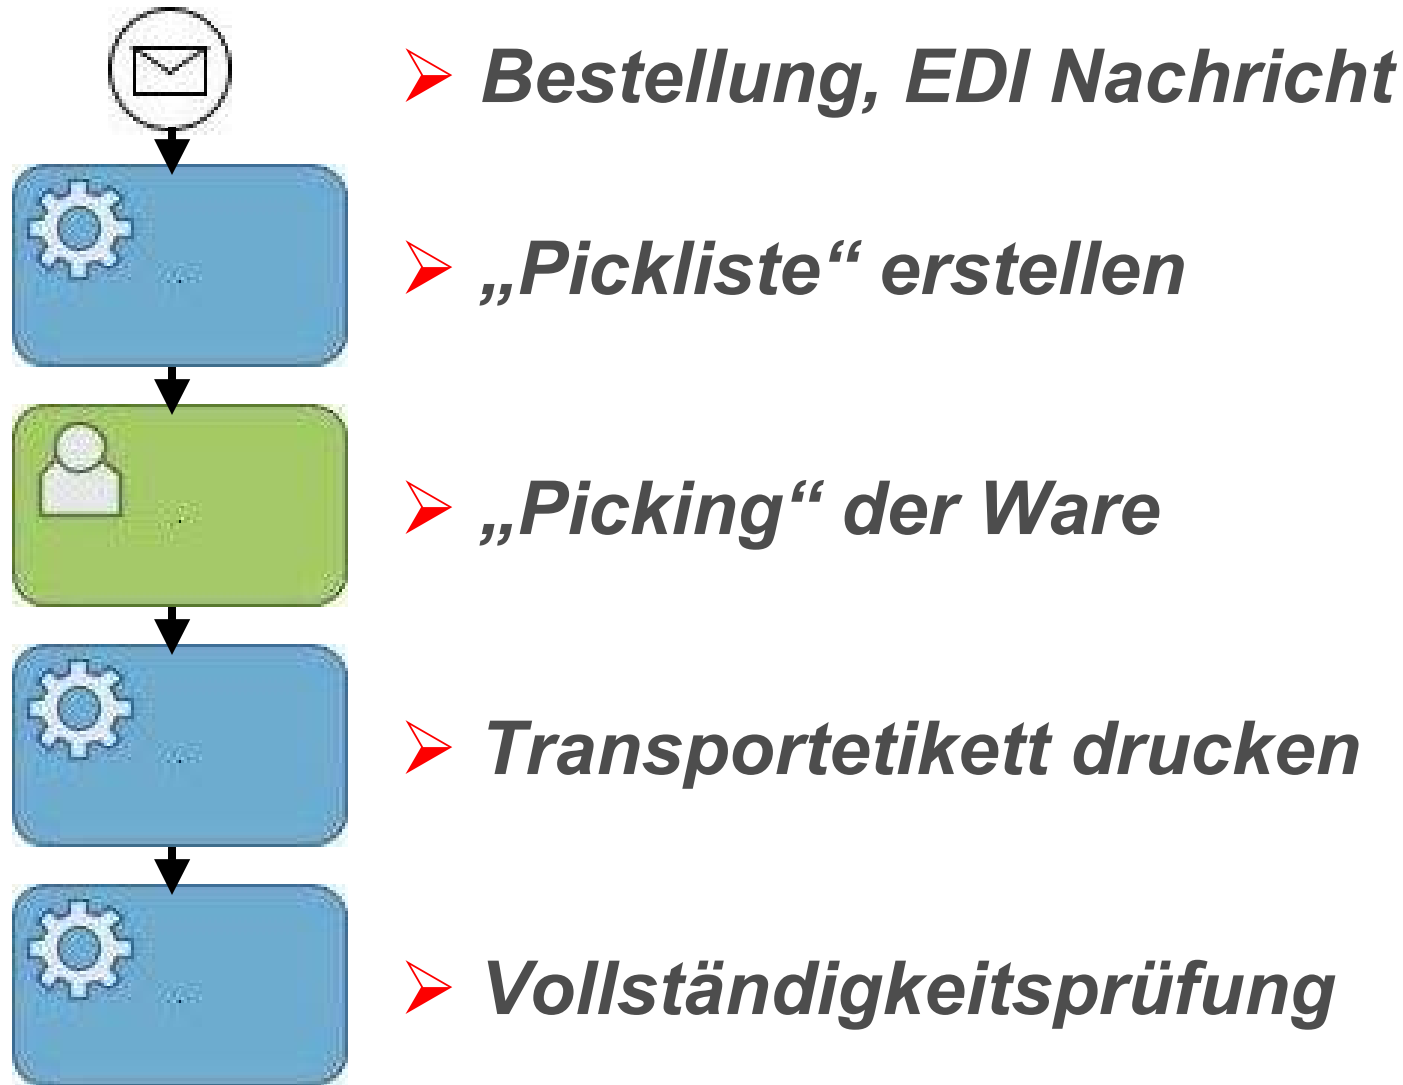 Bestellung, EDI Nachricht
„Pickliste“ erstellen
„Picking“ der Ware
Transportetikett drucken
Vollständigkeitsprüfung